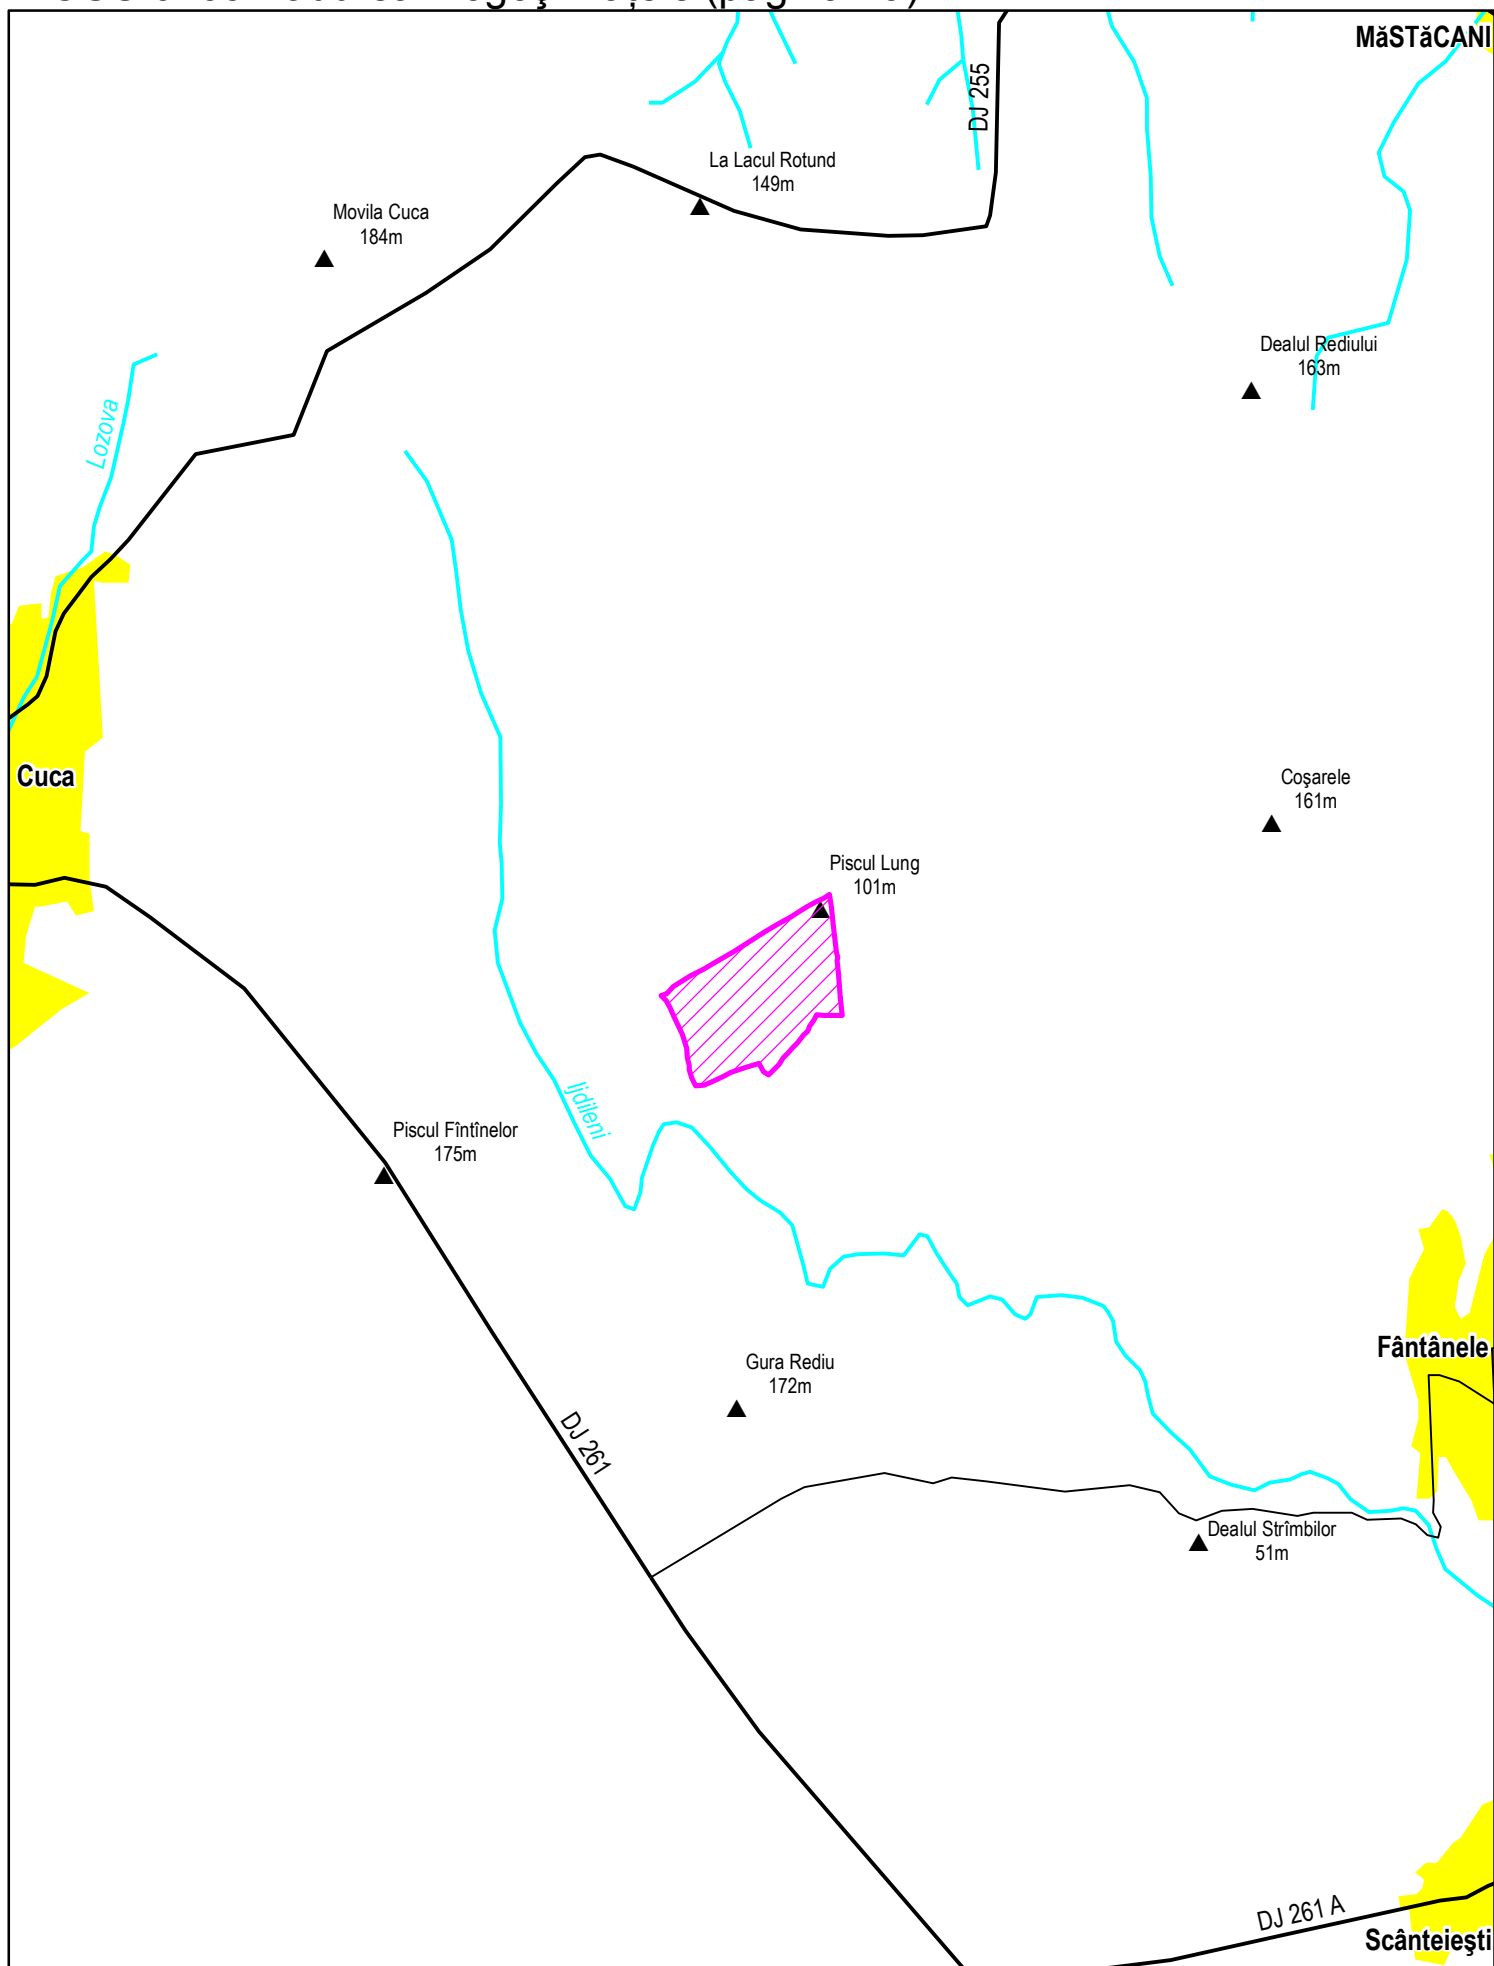 MăSTăCANI
DJ 255
La Lacul Rotund
149m
Movila Cuca
184m
Dealul Rediului
163m
Lozova
Cuca
Coşarele
161m
Piscul Lung
101m
Ijdileni
Piscul Fîntînelor
175m
Fântânele
Gura Rediu
172m
DJ 261
Dealul Strîmbilor
51m
DJ 261 A
Scânteieşti